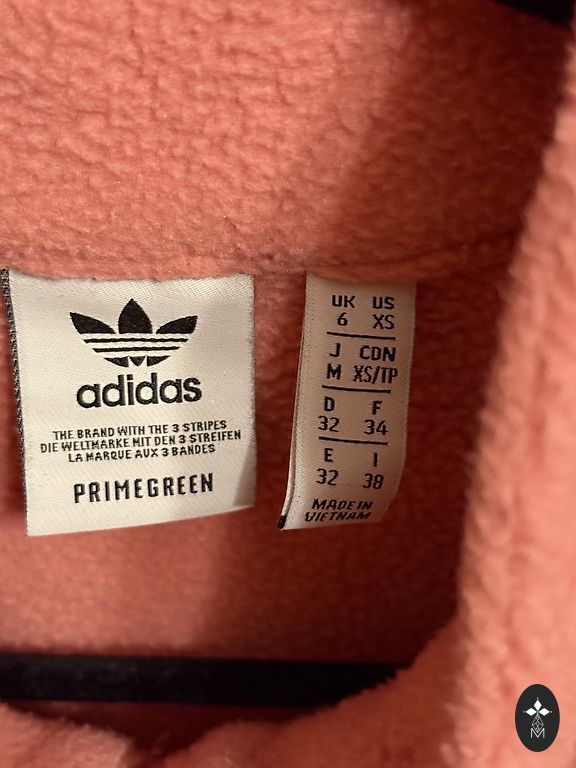 adidas
THE BRAND WITH THE 3 STRIPES
DIE WELTMARKE MIT DEN 3 STREIFEN
LA MARQUE AUX 3 BANDES
PRIMEGREEN
UK US
6 XS
J CDN
M XS/TP
D F
32 34
E I
32 38
MADE IN
VIETNAM
M